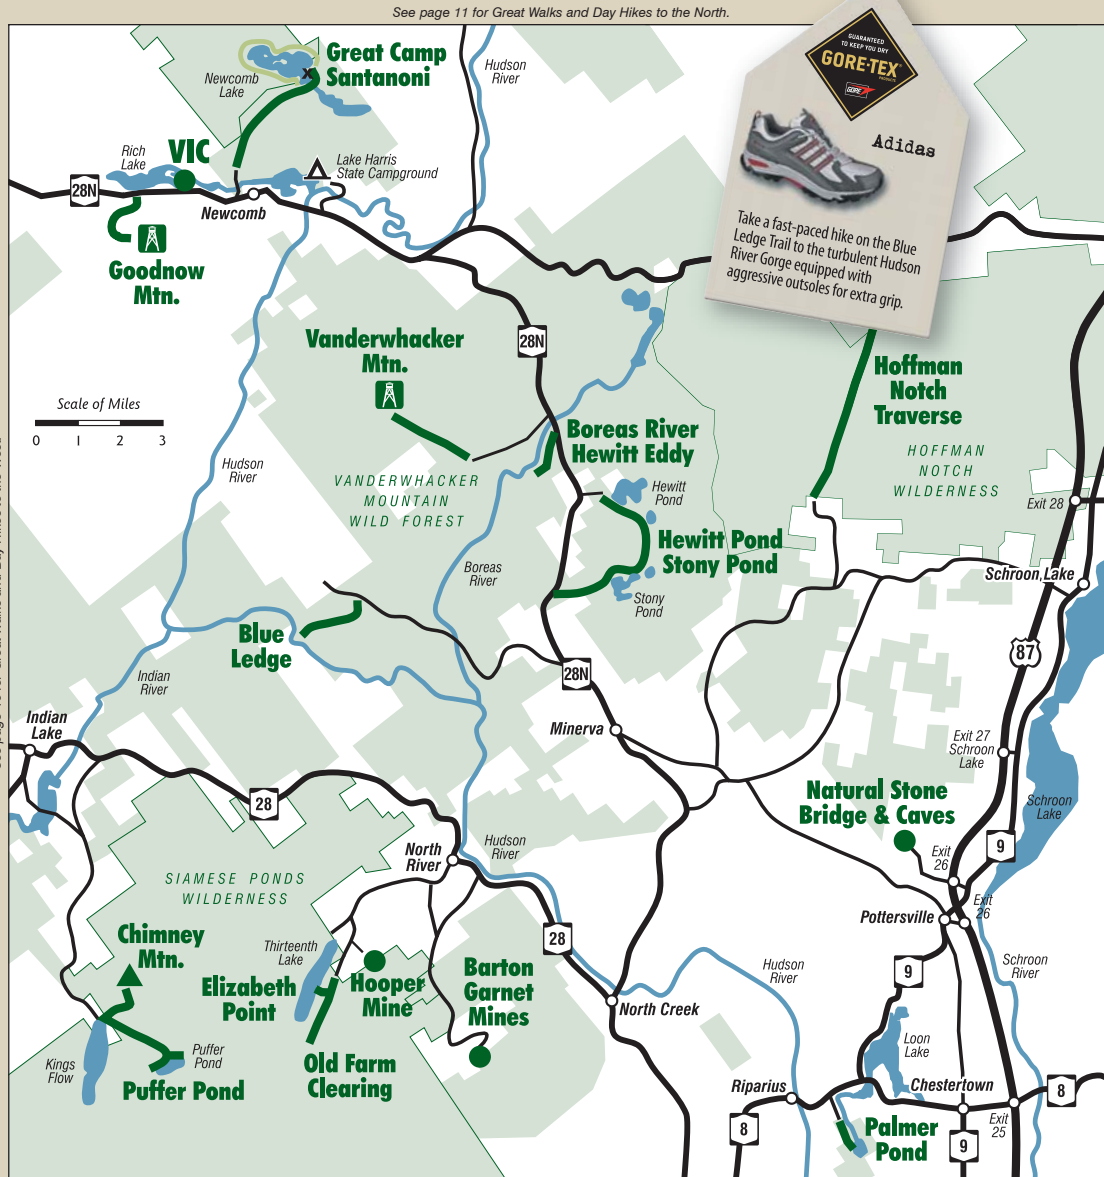 See page 11 for Great Walks and Day Hikes to the North.
GUARANTEED
TO KEEP YOU DRY
GORE-TEX®
PRODUCTS
GORE
Adidas
Take a fast-paced hike on the Blue
Ledge Trail to the turbulent Hudson
River Gorge equipped with
aggressive outsoles for extra grip.
Great Camp
Santanoni
X
Newcomb
Lake
Hudson
River
Rich
Lake
VIC
Lake Harris
State Campground
28N
Newcomb
Goodnow
Mtn.
Vanderwhacker
Mtn.
28N
Hoffman
Notch
Traverse
Scale of Miles
0 1 2 3
Boreas River
Hewitt Eddy
HOFFMAN
NOTCH
WILDERNESS
Hudson
River
VANDERWHACKER
MOUNTAIN
WILD FOREST
Hewitt
Pond
Exit 28
Hewitt Pond
Stony Pond
Boreas
River
Schroon Lake
Stony
Pond
Blue
Ledge
87
Indian
River
28N
Indian
Lake
Minerva
Exit 27
Schroon
Lake
28
Natural Stone
Bridge & Caves
Schroon
Lake
North
River
Hudson
River
9
Exit
26
SIAMESE PONDS
WILDERNESS
Exit
26
Pottersville
Chimney
Mtn.
Thirteenth
Lake
28
Elizabeth
Point
Hooper
Mine
Barton
Garnet
Mines
Hudson
River
9
Schroon
River
North Creek
Kings
Flow
Puffer
Pond
Puffer Pond
Old Farm
Clearing
Loon
Lake
Riparius
Chestertown
8
8
Exit
25
Palmer
Pond
9